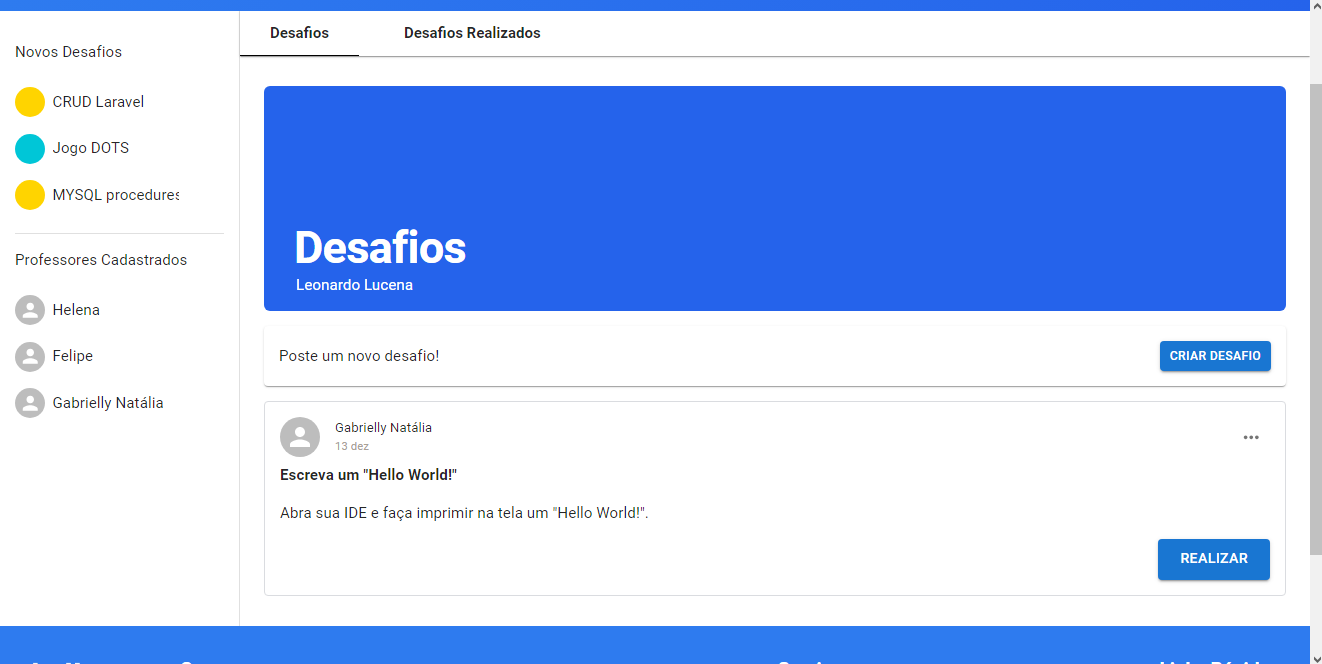 Desafios
Desafios Realizados
Novos Desafios
CRUD Laravel
Jogo DOTS
MYSQL procedures
Professores Cadastrados
Helena
Felipe
Gabrielly Natália
Desafios
Leonardo Lucena
Poste um novo desafio!
CRIAR DESAFIO
Gabrielly Natália
13 dez
Escreva um "Hello World!"
Abra sua IDE e faça imprimir na tela um "Hello World!".
REALIZAR